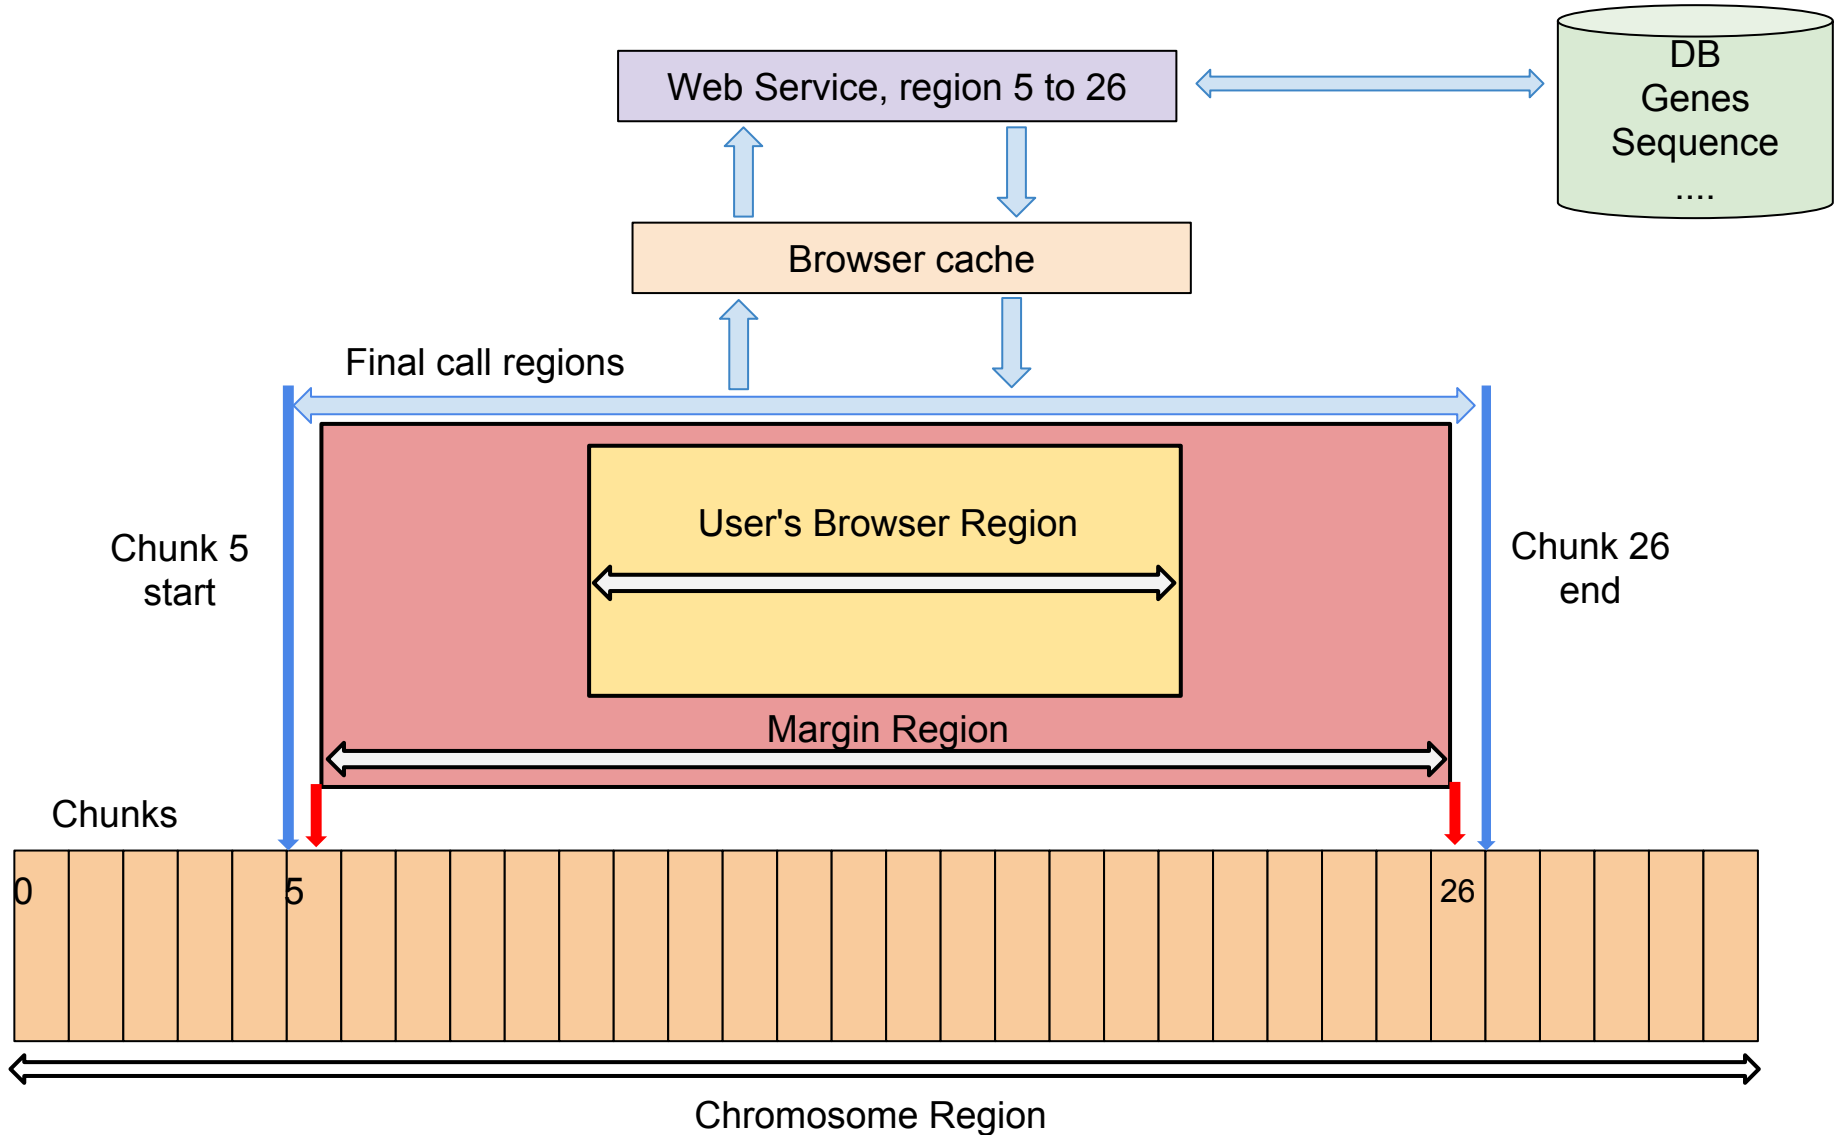 DB
Genes
Sequence
....
Web Service, region 5 to 26
Browser cache
Final call regions
User's Browser Region
Chunk 5
start
Chunk 26
end
Margin Region
Chunks
0
5
26
Chromosome Region